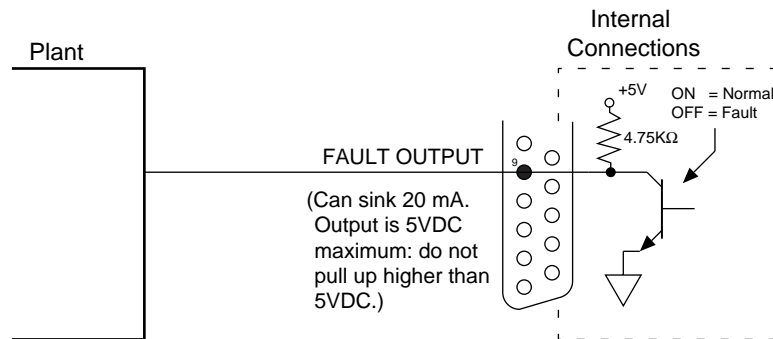 Internal
Connections
Plant
+5V
ON = Normal
OFF = Fault
4.75KΩ
FAULT OUTPUT
9
(Can sink 20 mA.
Output is 5VDC
maximum: do not
pull up higher than
5VDC.)